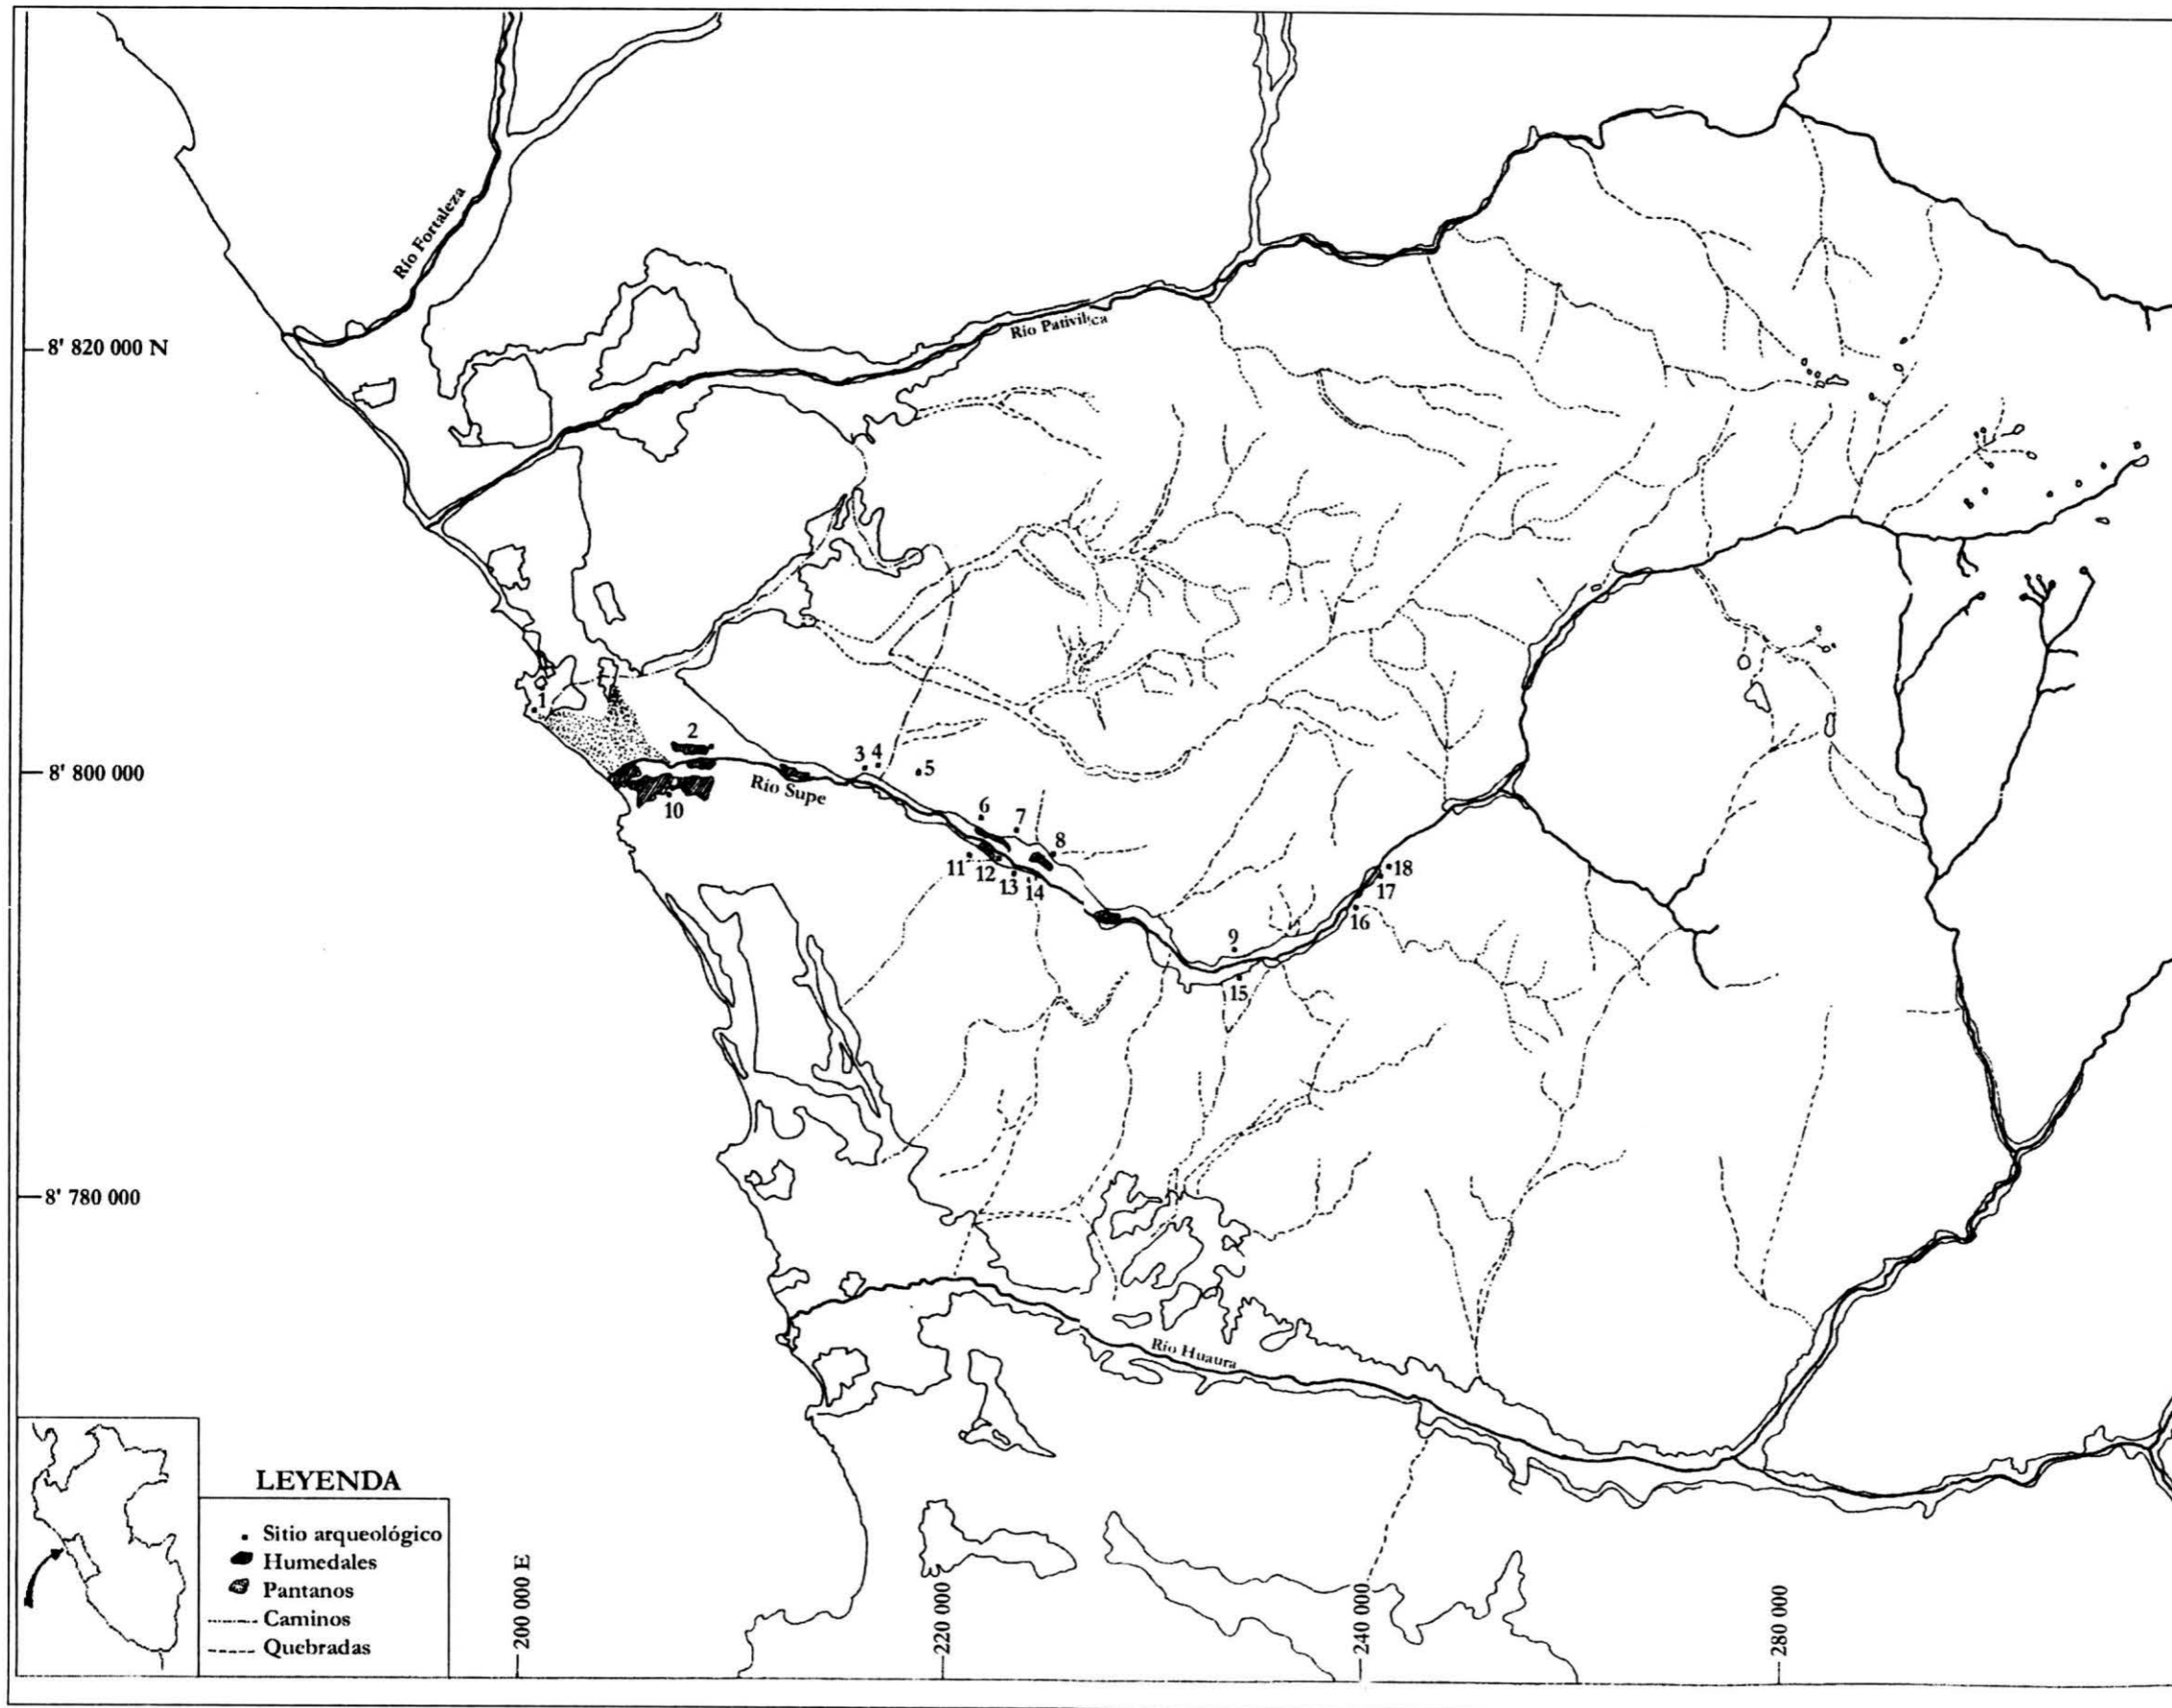 Río Fortaleza
8' 820 000 N
Río Pativilca
1
2
3
4
5
8' 800 000
Río Supe
10
6
7
8
11
12
13
14
18
17
16
9
15
8' 780 000
Río Huaura
LEYENDA
Sitio arqueológico
Humedales
Pantanos
Caminos
Quebradas
200 000 E
220 000
240 000
280 000